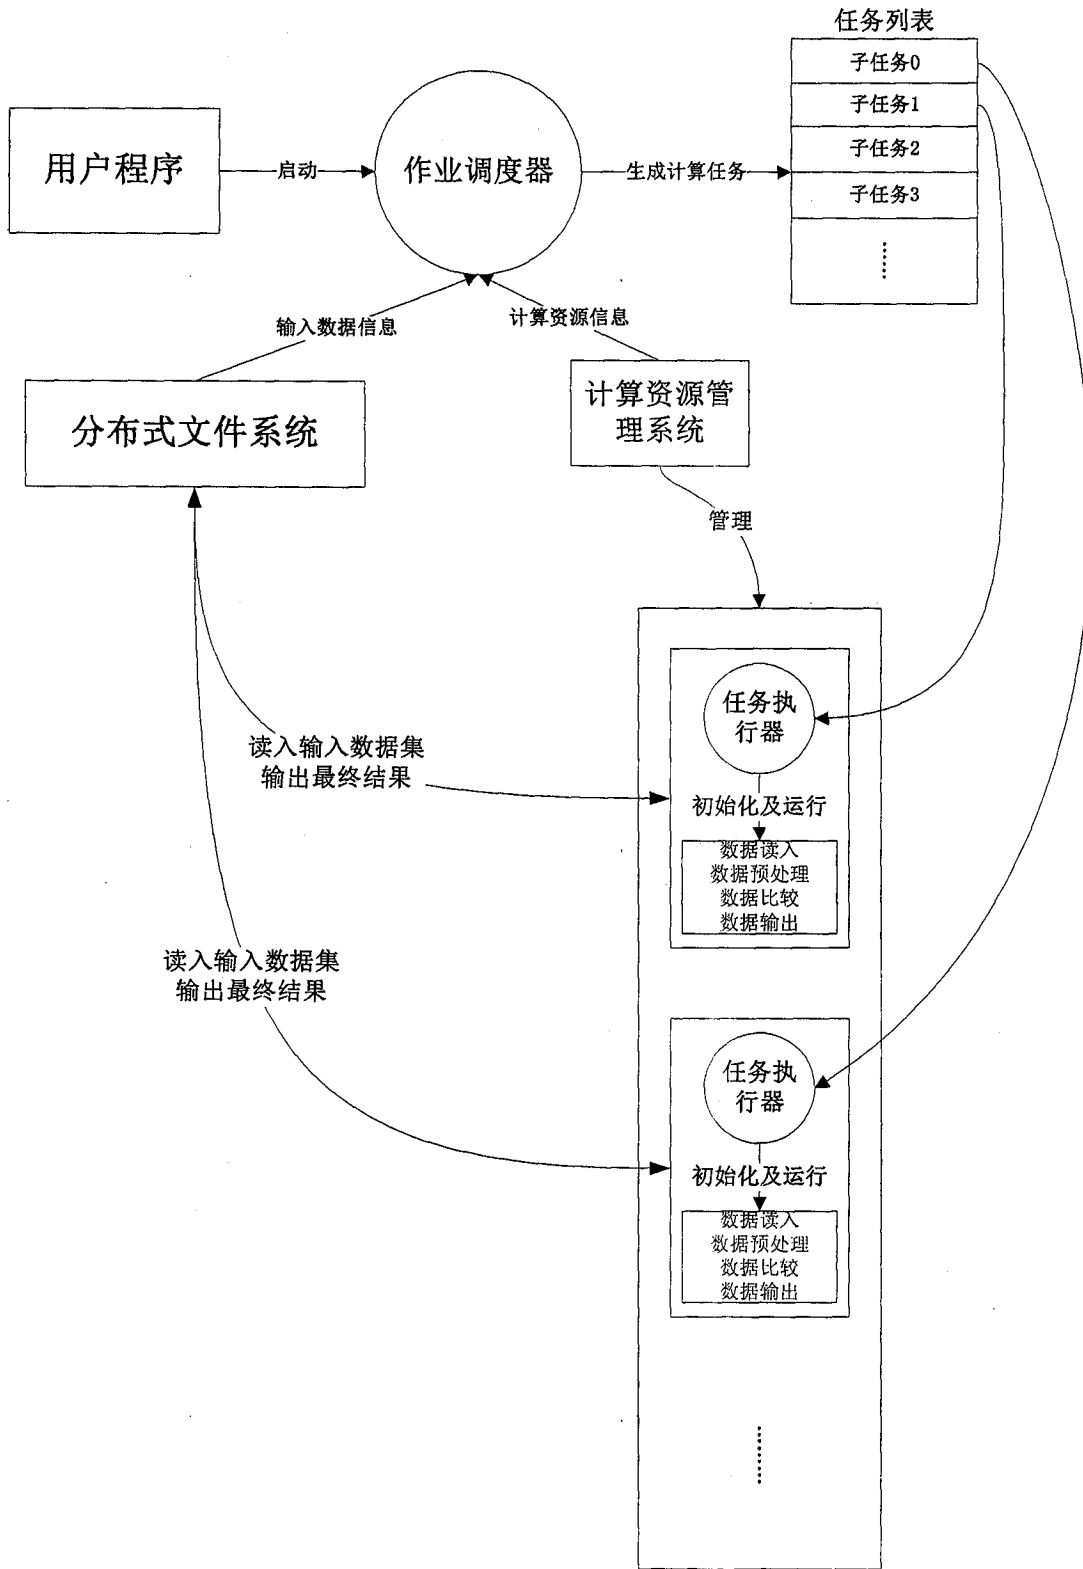 任务列表
子任务0
子任务1
子任务2
子任务3
用户程序
启动
作业调度器
生成计算任务
输入数据信息
计算资源信息
分布式文件系统
计算资源管
理系统
管理
任务执
行器
读入输入数据集
输出最终结果
初始化及运行
数据读入
数据预处理
数据比较
数据输出
读入输入数据集
输出最终结果
任务执
行器
初始化及运行
数据读入
数据预处理
数据比较
数据输出